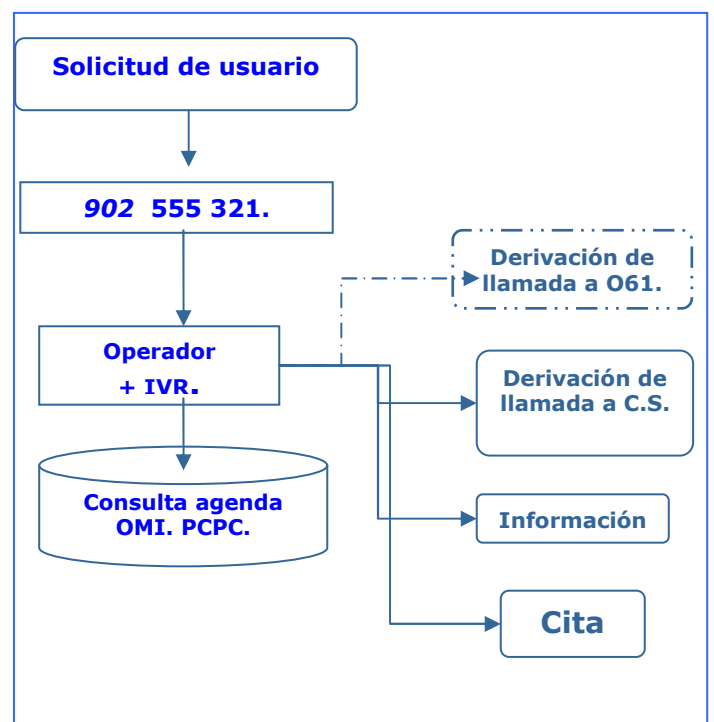 Solicitud de usuario
902 555 321.
Derivación de
llamada a O61.
Operador
+ IVR.
Derivación de
llamada a C.S.
Consulta agenda
OMI. PCPC.
Información
Cita